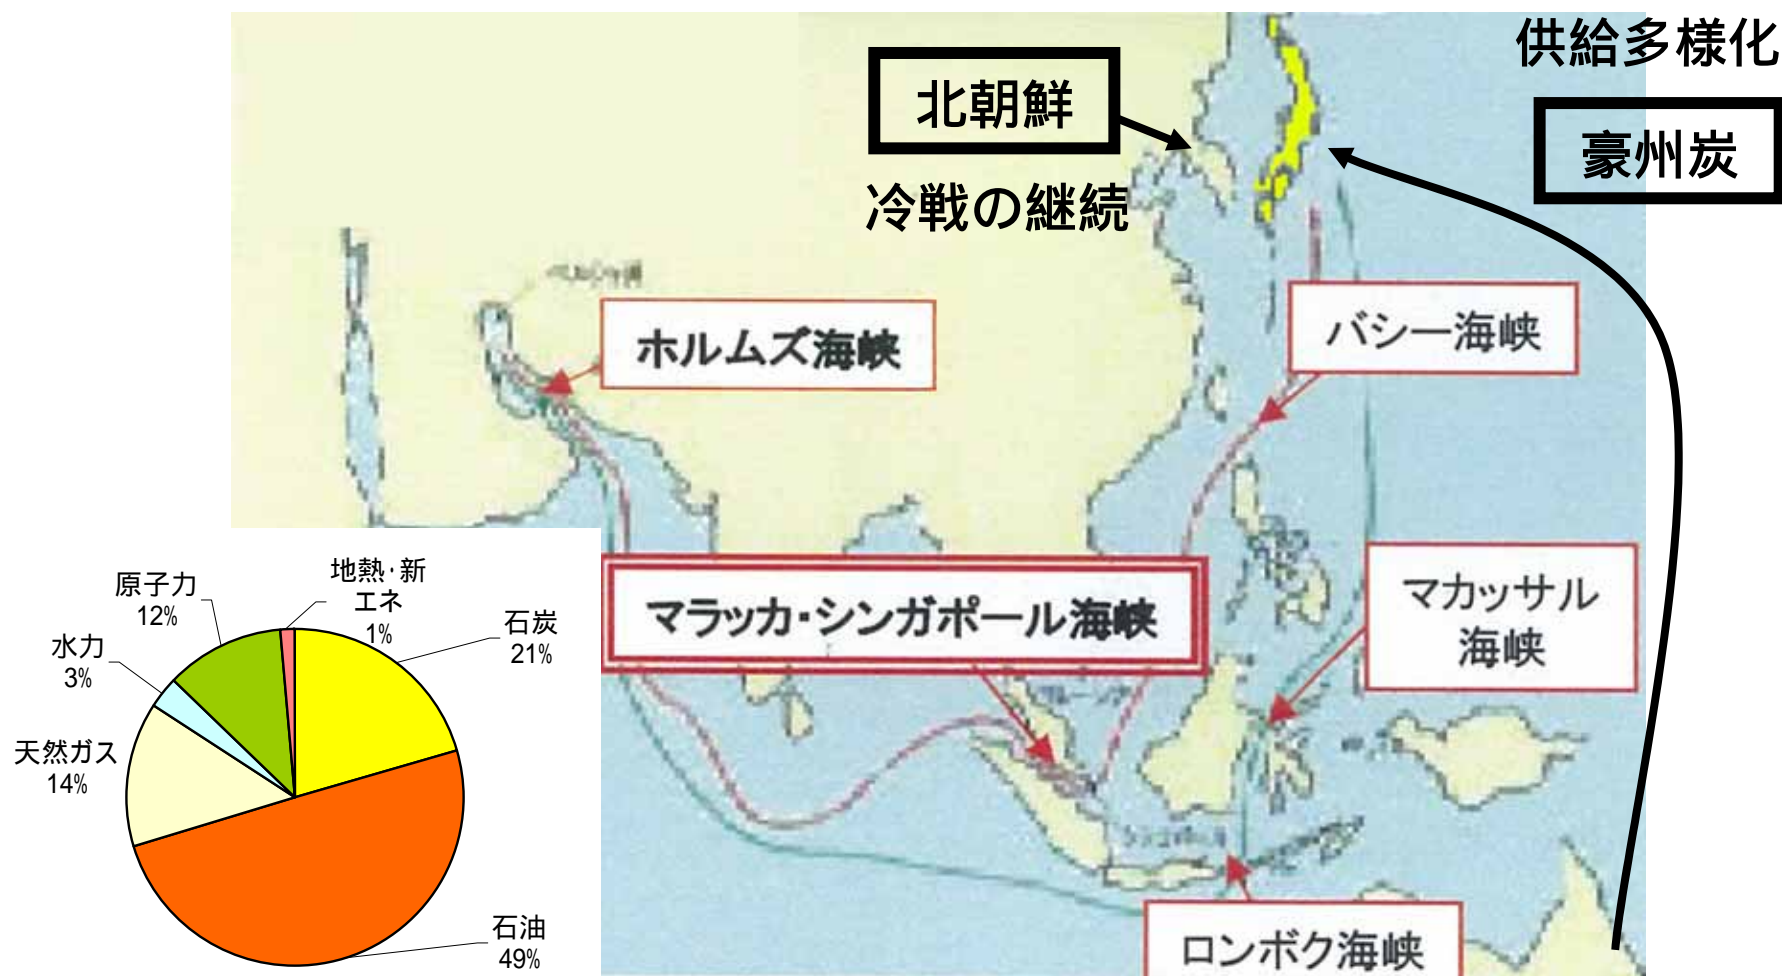 供給多様化
北朝鮮
豪州炭
冷戦の継続
ホルムズ海峡
バシー海峡
マラッカ・シンガポール海峡
マカッサル
海峡
ロンボク海峡
地熱・新
エネ
1%
原子力
12%
石炭
21%
水力
3%
天然ガス
14%
石油
49%